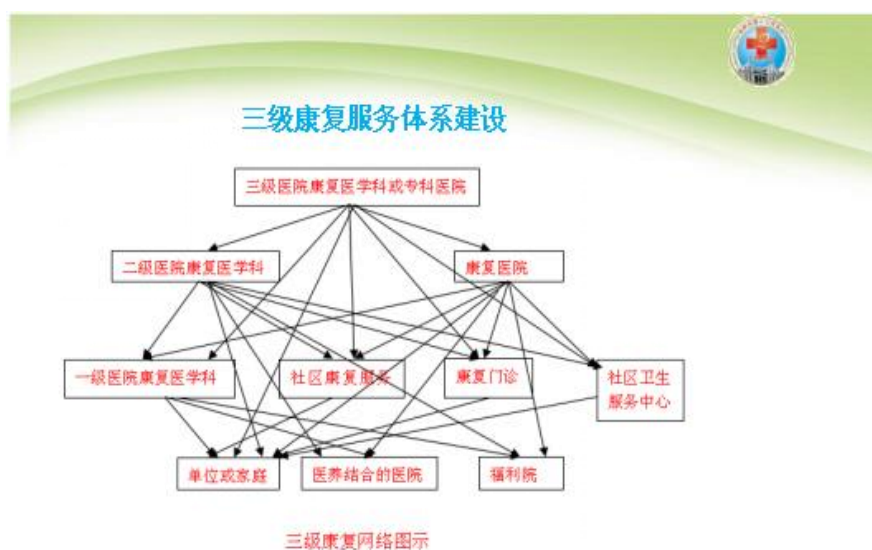 三级康复服务体系建设
三级医院康复医学科或专科医院
二级医院康复医学科
康复医院
一级医院康复医学科
社区康复服务
康复门诊
社区卫生
服务中心
单位或家庭
医养结合的医院
福利院
三级康复网络图示